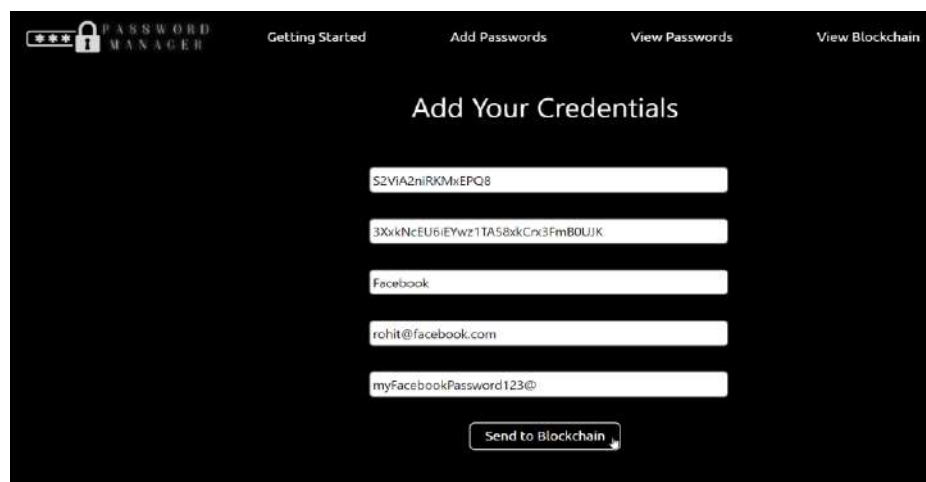 *** PASSWORD
MANAGER
Getting Started Add Passwords View Passwords View Blockchain
Add Your Credentials
S2ViA2niRKMxEPQ8
3XxkNcEU6iEYwz1TA58xkCrx3FmB0UJK
Facebook
rohit@facebook.com
myFacebookPassword123@
Send to Blockchain